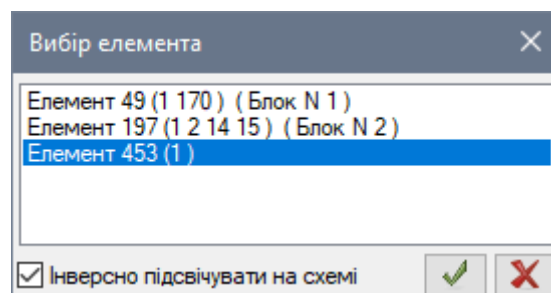 Вибір елемента
Елемент 49 (1 170 ) ( Блок N 1 )
Елемент 197 (1 2 14 15 ) ( Блок N 2 )
Елемент 453 (1 )
Інверсно підсвічувати на схемі